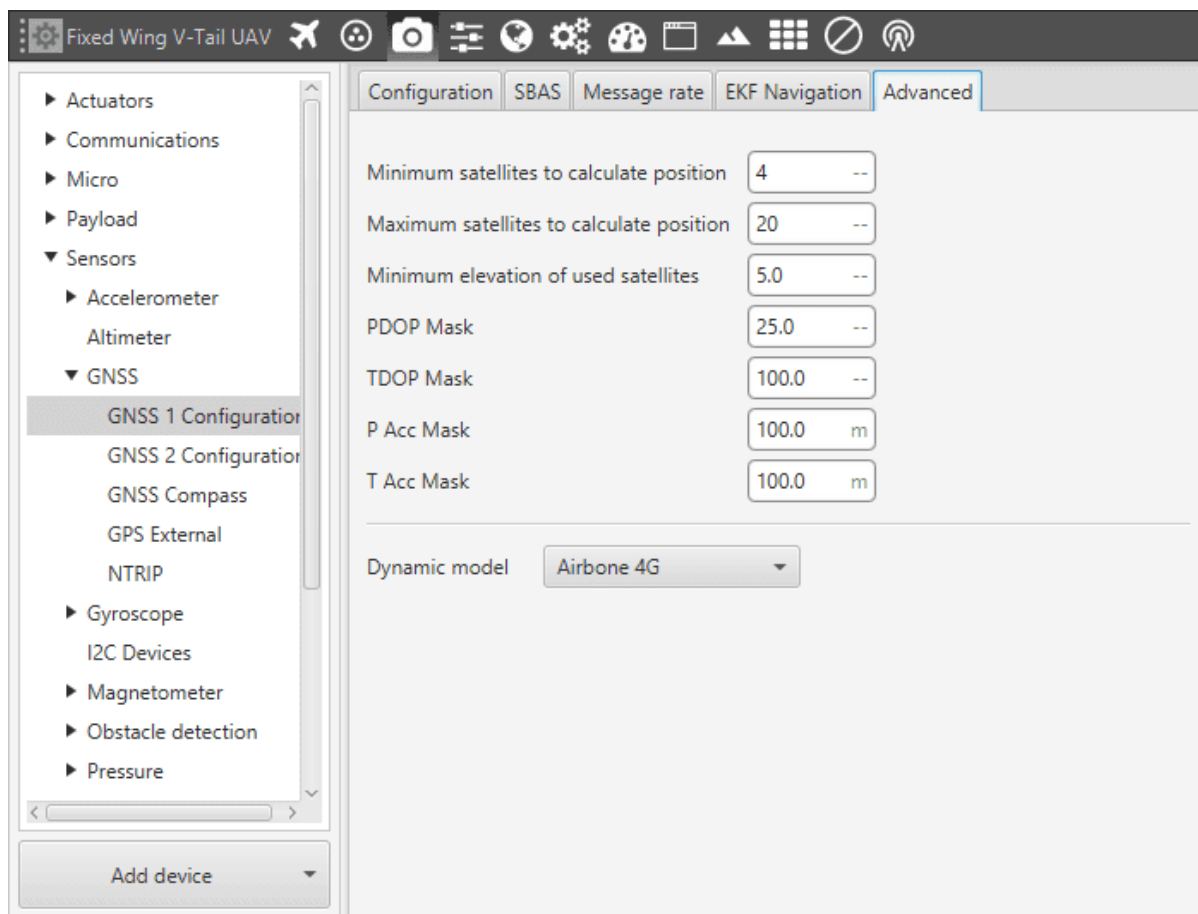 Fixed Wing V-Tail UAV
Actuators
Communications
Micro
Payload
Sensors
Accelerometer
Altimeter
GNSS
GNSS 1 Configuration
GNSS 2 Configuration
GNSS Compass
GPS External
NTRIP
Gyroscope
I2C Devices
Magnetometer
Obstacle detection
Pressure
Add device
Configuration SBAS Message rate EKF Navigation Advanced
Minimum satellites to calculate position 4 --
Maximum satellites to calculate position 20 --
Minimum elevation of used satellites 5.0 --
PDOP Mask 25.0 --
TDOP Mask 100.0 --
P Acc Mask 100.0 m
T Acc Mask 100.0 m
Dynamic model Airbone 4G